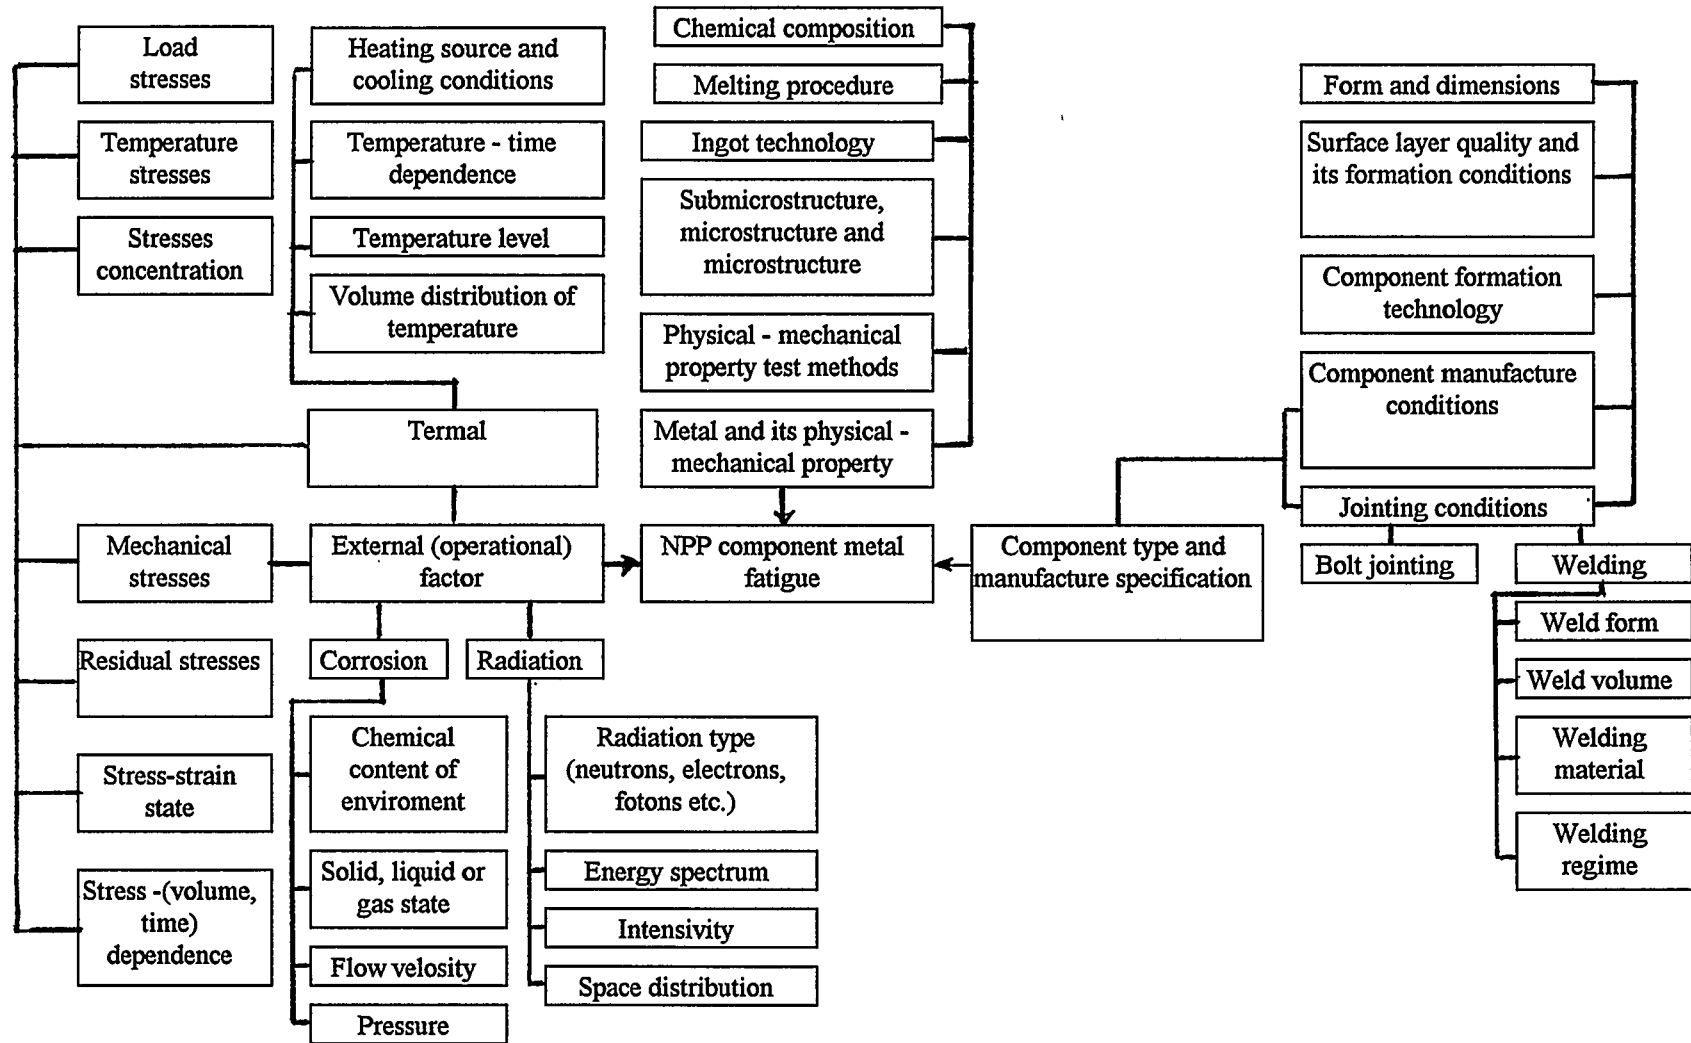 Load
stresses
Temperature
stresses
Stresses
concentration
Heating source and
cooling conditions
Temperature - time
dependence
Temperature level
Volume distribution of
temperature
Termal
Chemical composition
Melting procedure
Ingot technology
Submicrostructure,
microstructure and
microstructure
Physical - mechanical
property test methods
Metal and its physical -
mechanical property
Form and dimensions
Surface layer quality and
its formation conditions
Component formation
technology
Component manufacture
conditions
Jointing conditions
Mechanical
stresses
External (operational)
factor
NPP component metal
fatigue
Component type and
manufacture specification
Bolt jointing
Welding
Weld form
Weld volume
Welding
material
Welding
regime
Residual stresses
Stress-strain
state
Stress -(volume,
time)
dependence
Corrosion
Radiation
Chemical
content of
enviroment
Solid, liquid or
gas state
Flow velosity
Pressure
Radiation type
(neutrons, electrons,
fotons etc.)
Energy spectrum
Intensivity
Space distribution